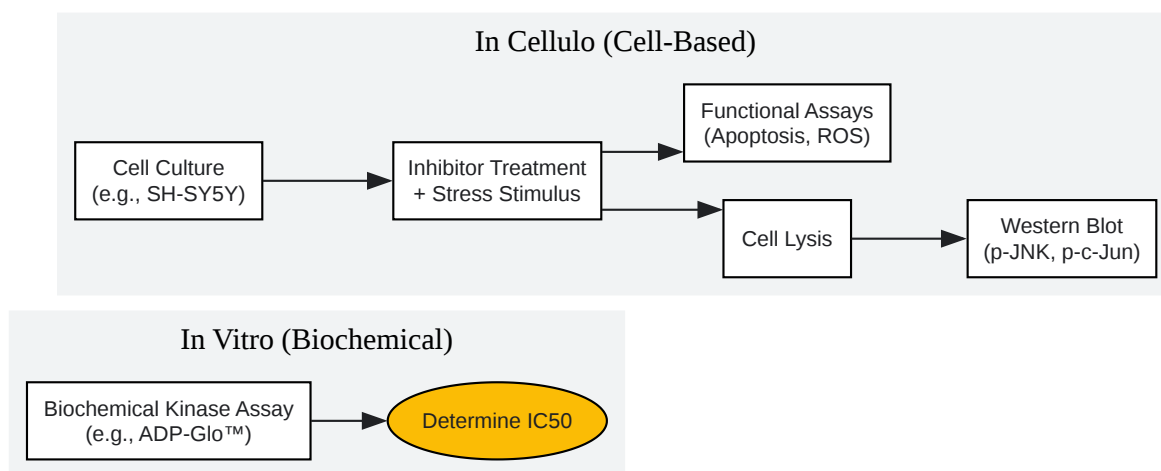 In Cellulo (Cell-Based)
Functional Assays
(Apoptosis, ROS)
Cell Culture
(e.g., SH-SY5Y)
Inhibitor Treatment
+ Stress Stimulus
Cell Lysis
Western Blot
(p-JNK, p-c-Jun)
In Vitro (Biochemical)
Biochemical Kinase Assay
(e.g., ADP-Glo™)
Determine IC50